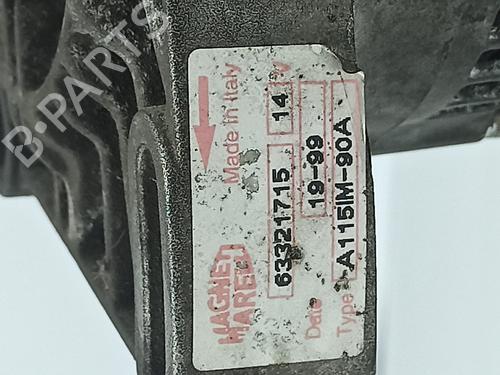 B-PARTS
MAGNETI
MARELLI
Made in Italy
63321715
14 V
Date
19-99
Type
A115IM-90A